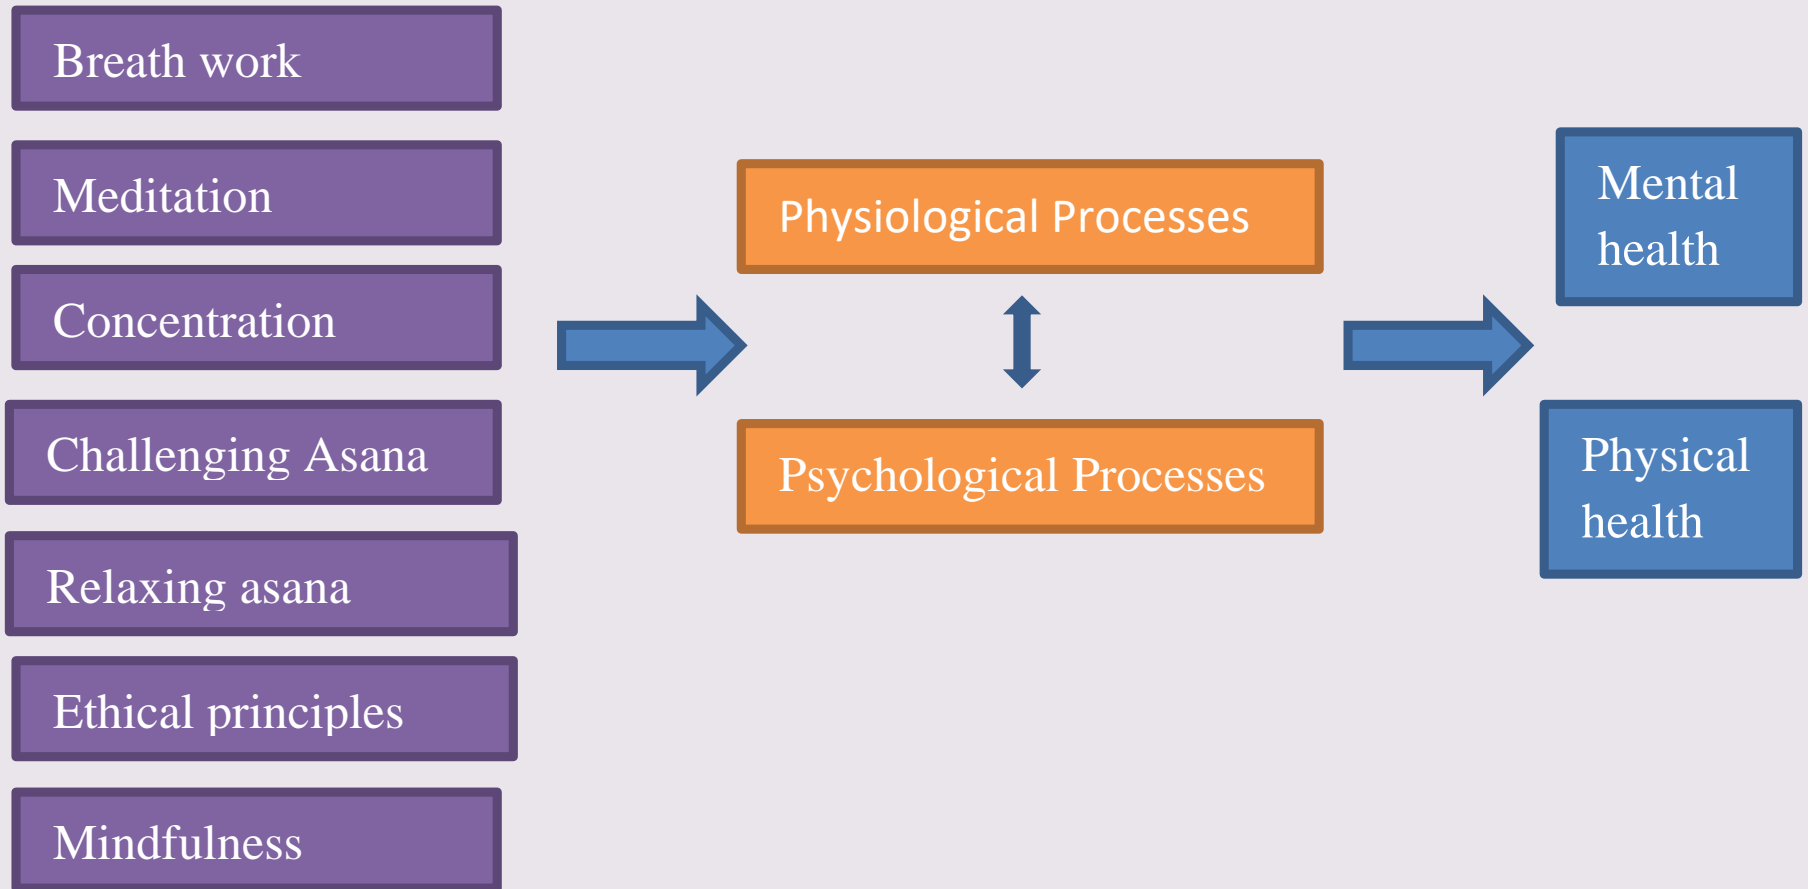 Breath work
Meditation
Concentration
Challenging Asana
Relaxing asana
Ethical principles
Mindfulness
Physiological Processes
Psychological Processes
Mental
health
Physical
health